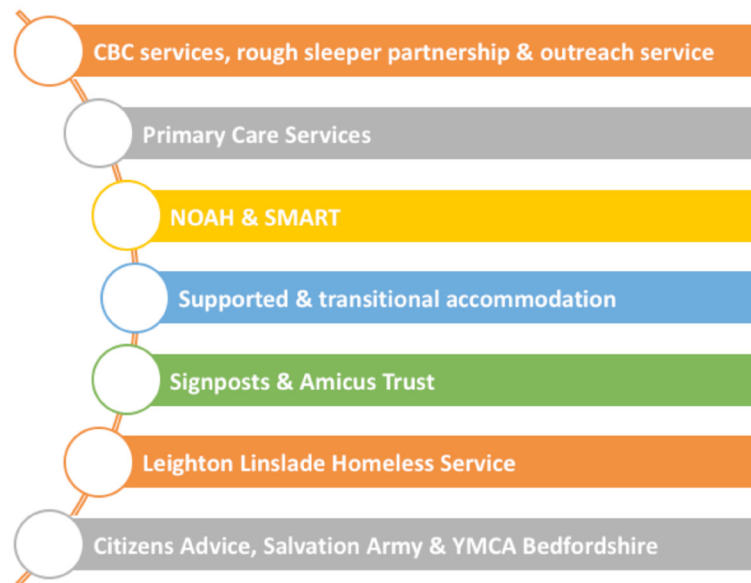 CBC services, rough sleeper partnership & outreach service
Primary Care Services
NOAH & SMART
Supported & transitional accommodation
Signposts & Amicus Trust
Leighton Linslade Homeless Service
Citizens Advice, Salvation Army & YMCA Bedfordshire